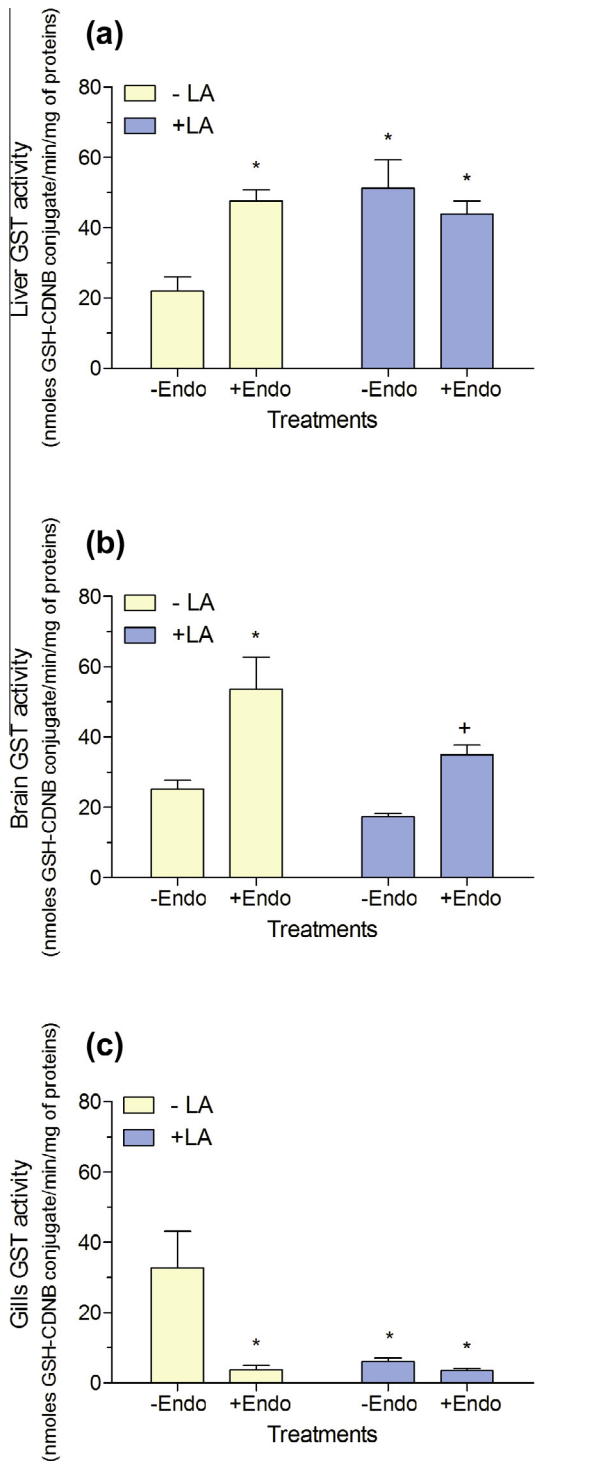 (a)
Liver GST activity
(nmoles GSH-CDNB conjugate/min/mg of proteins)
80
60
40
20
0
- LA
+LA
*
*
*
-Endo +Endo -Endo +Endo
Treatments
(b)
Brain GST activity
(nmoles GSH-CDNB conjugate/min/mg of proteins)
80
60
40
20
0
- LA
+LA
*
+
-Endo +Endo -Endo +Endo
Treatments
(c)
Gills GST activity
(nmoles GSH-CDNB conjugate/min/mg of proteins)
80
60
40
20
0
- LA
+LA
*
*
*
-Endo +Endo -Endo +Endo
Treatments